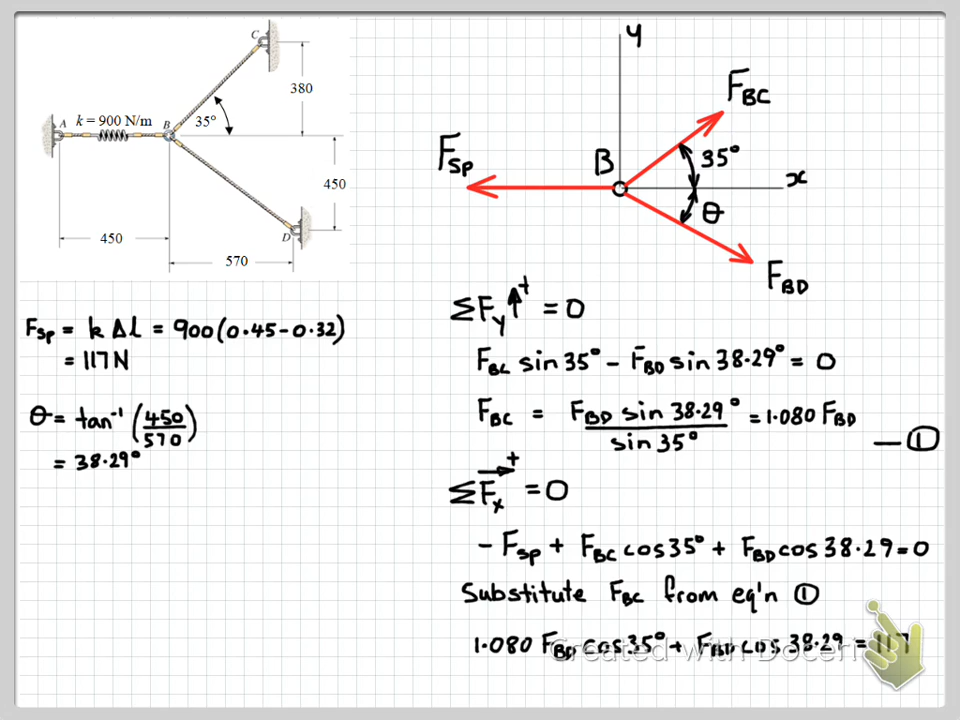 C
380
A k = 900 N/m B
35°
450
D
450
570
y
F_BC
F_SP
B
35°
x
θ
F_BD
F_SP = k Δl = 900(0.45-0.32)
= 117N
θ = tan⁻¹ (450/570)
= 38.29°
ΣF_y ↑+ = 0
F_BC sin 35° - F_BD sin 38.29° = 0
F_BC = F_BD sin 38.29° / sin 35° = 1.080 F_BD
— ①
ΣF_x →+ = 0
- F_SP + F_BC cos 35° + F_BD cos 38.29 = 0
Substitute F_BC from eq'n ①
1.080 F_BD cos 35° + F_BD cos 38.29 = 117
Created with Doceri